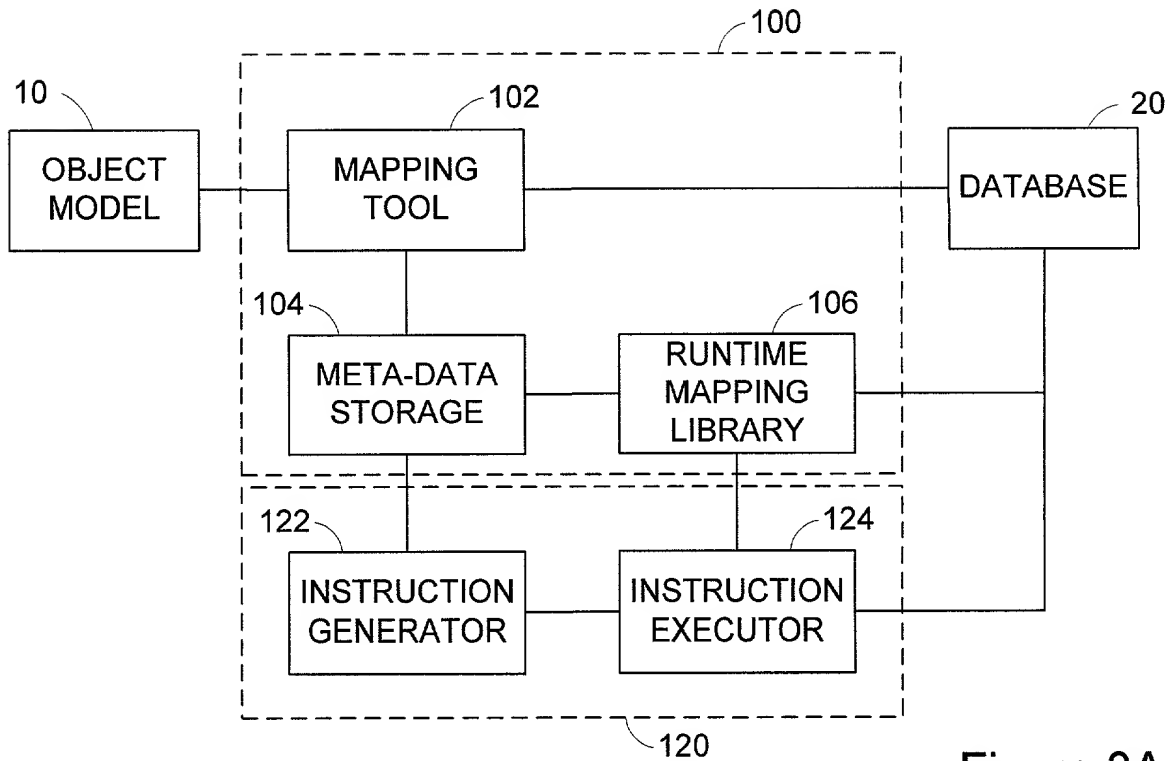 100
10
102
20
OBJECT
MODEL
MAPPING
TOOL
DATABASE
104
106
META-DATA
STORAGE
RUNTIME
MAPPING
LIBRARY
122
124
INSTRUCTION
GENERATOR
INSTRUCTION
EXECUTOR
120